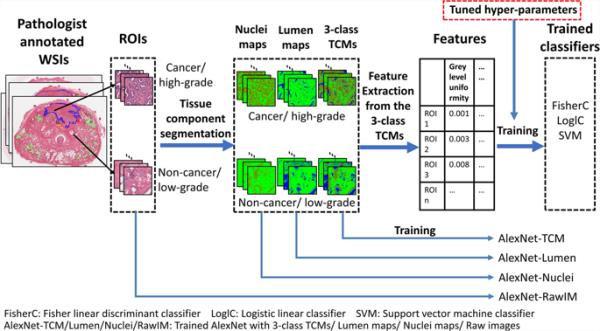 Tuned hyper-parameters
Pathologist
annotated
WSIs
ROIs
Nuclei
maps
Lumen
maps
3-class
TCMs
Features
Trained
classifiers
Cancer/
high-grade
Tissue
component
segmentation
Non-cancer/
low-grade
Cancer/ high-grade
Non-cancer/ low-grade
Feature
Extraction
from the
3-class
TCMs
Grey
level
unifo
rmity
...
...
ROI
1
0.001
...
ROI
2
0.003
...
ROI
3
0.008
...
ROI
n
...
...
Training
FisherC
LoglC
SVM
Training
AlexNet-TCM
AlexNet-Lumen
AlexNet-Nuclei
AlexNet-RawIM
FisherC: Fisher linear discriminant classifier LoglC: Logistic linear classifier SVM: Support vector machine classifier
AlexNet-TCM/Lumen/Nuclei/RawIM: Trained AlexNet with 3-class TCMs/ Lumen maps/ Nuclei maps/ Raw images